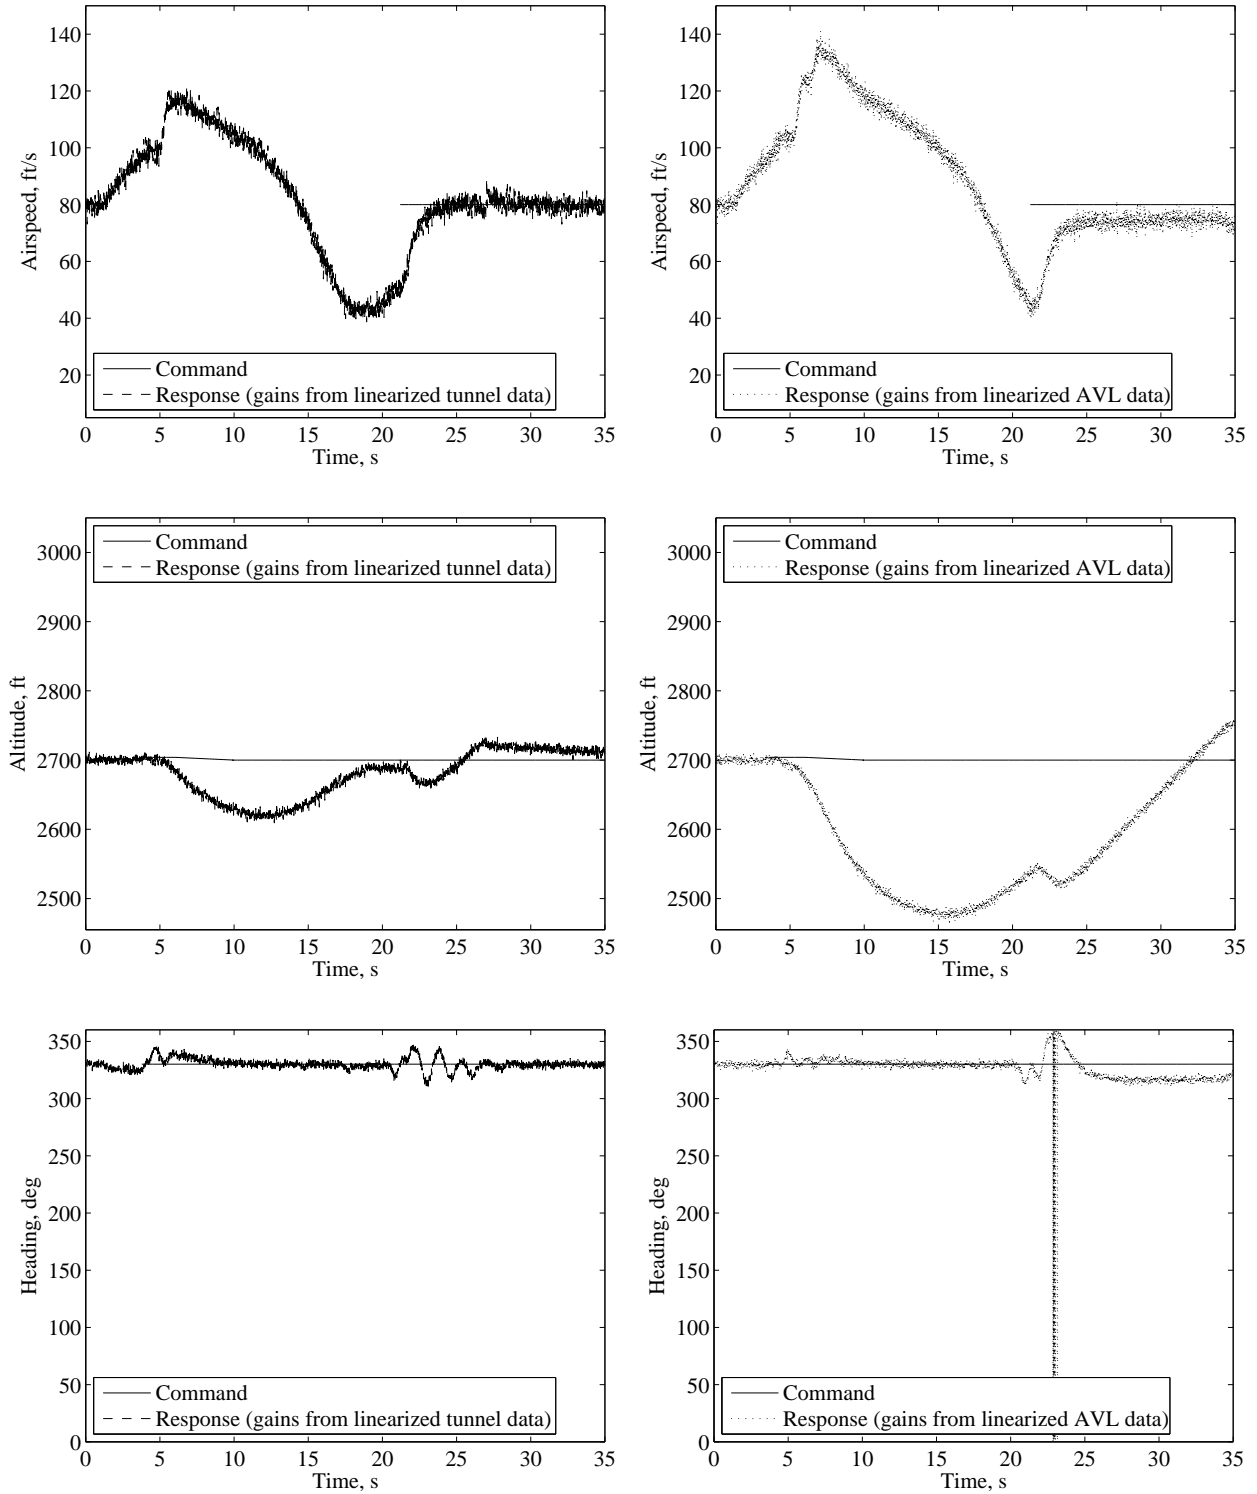 140
120
100
80
60
40
20
Airspeed, ft/s
Command
Response (gains from linearized tunnel data)
0 5 10 15 20 25 30 35
Time, s
140
120
100
80
60
40
20
Airspeed, ft/s
Command
Response (gains from linearized AVL data)
0 5 10 15 20 25 30 35
Time, s
3000
2900
2800
2700
2600
2500
Altitude, ft
Command
Response (gains from linearized tunnel data)
0 5 10 15 20 25 30 35
Time, s
3000
2900
2800
2700
2600
2500
Altitude, ft
Command
Response (gains from linearized AVL data)
0 5 10 15 20 25 30 35
Time, s
350
300
250
200
150
100
50
0
Heading, deg
Command
Response (gains from linearized tunnel data)
0 5 10 15 20 25 30 35
Time, s
350
300
250
200
150
100
50
0
Heading, deg
Command
Response (gains from linearized AVL data)
0 5 10 15 20 25 30 35
Time, s